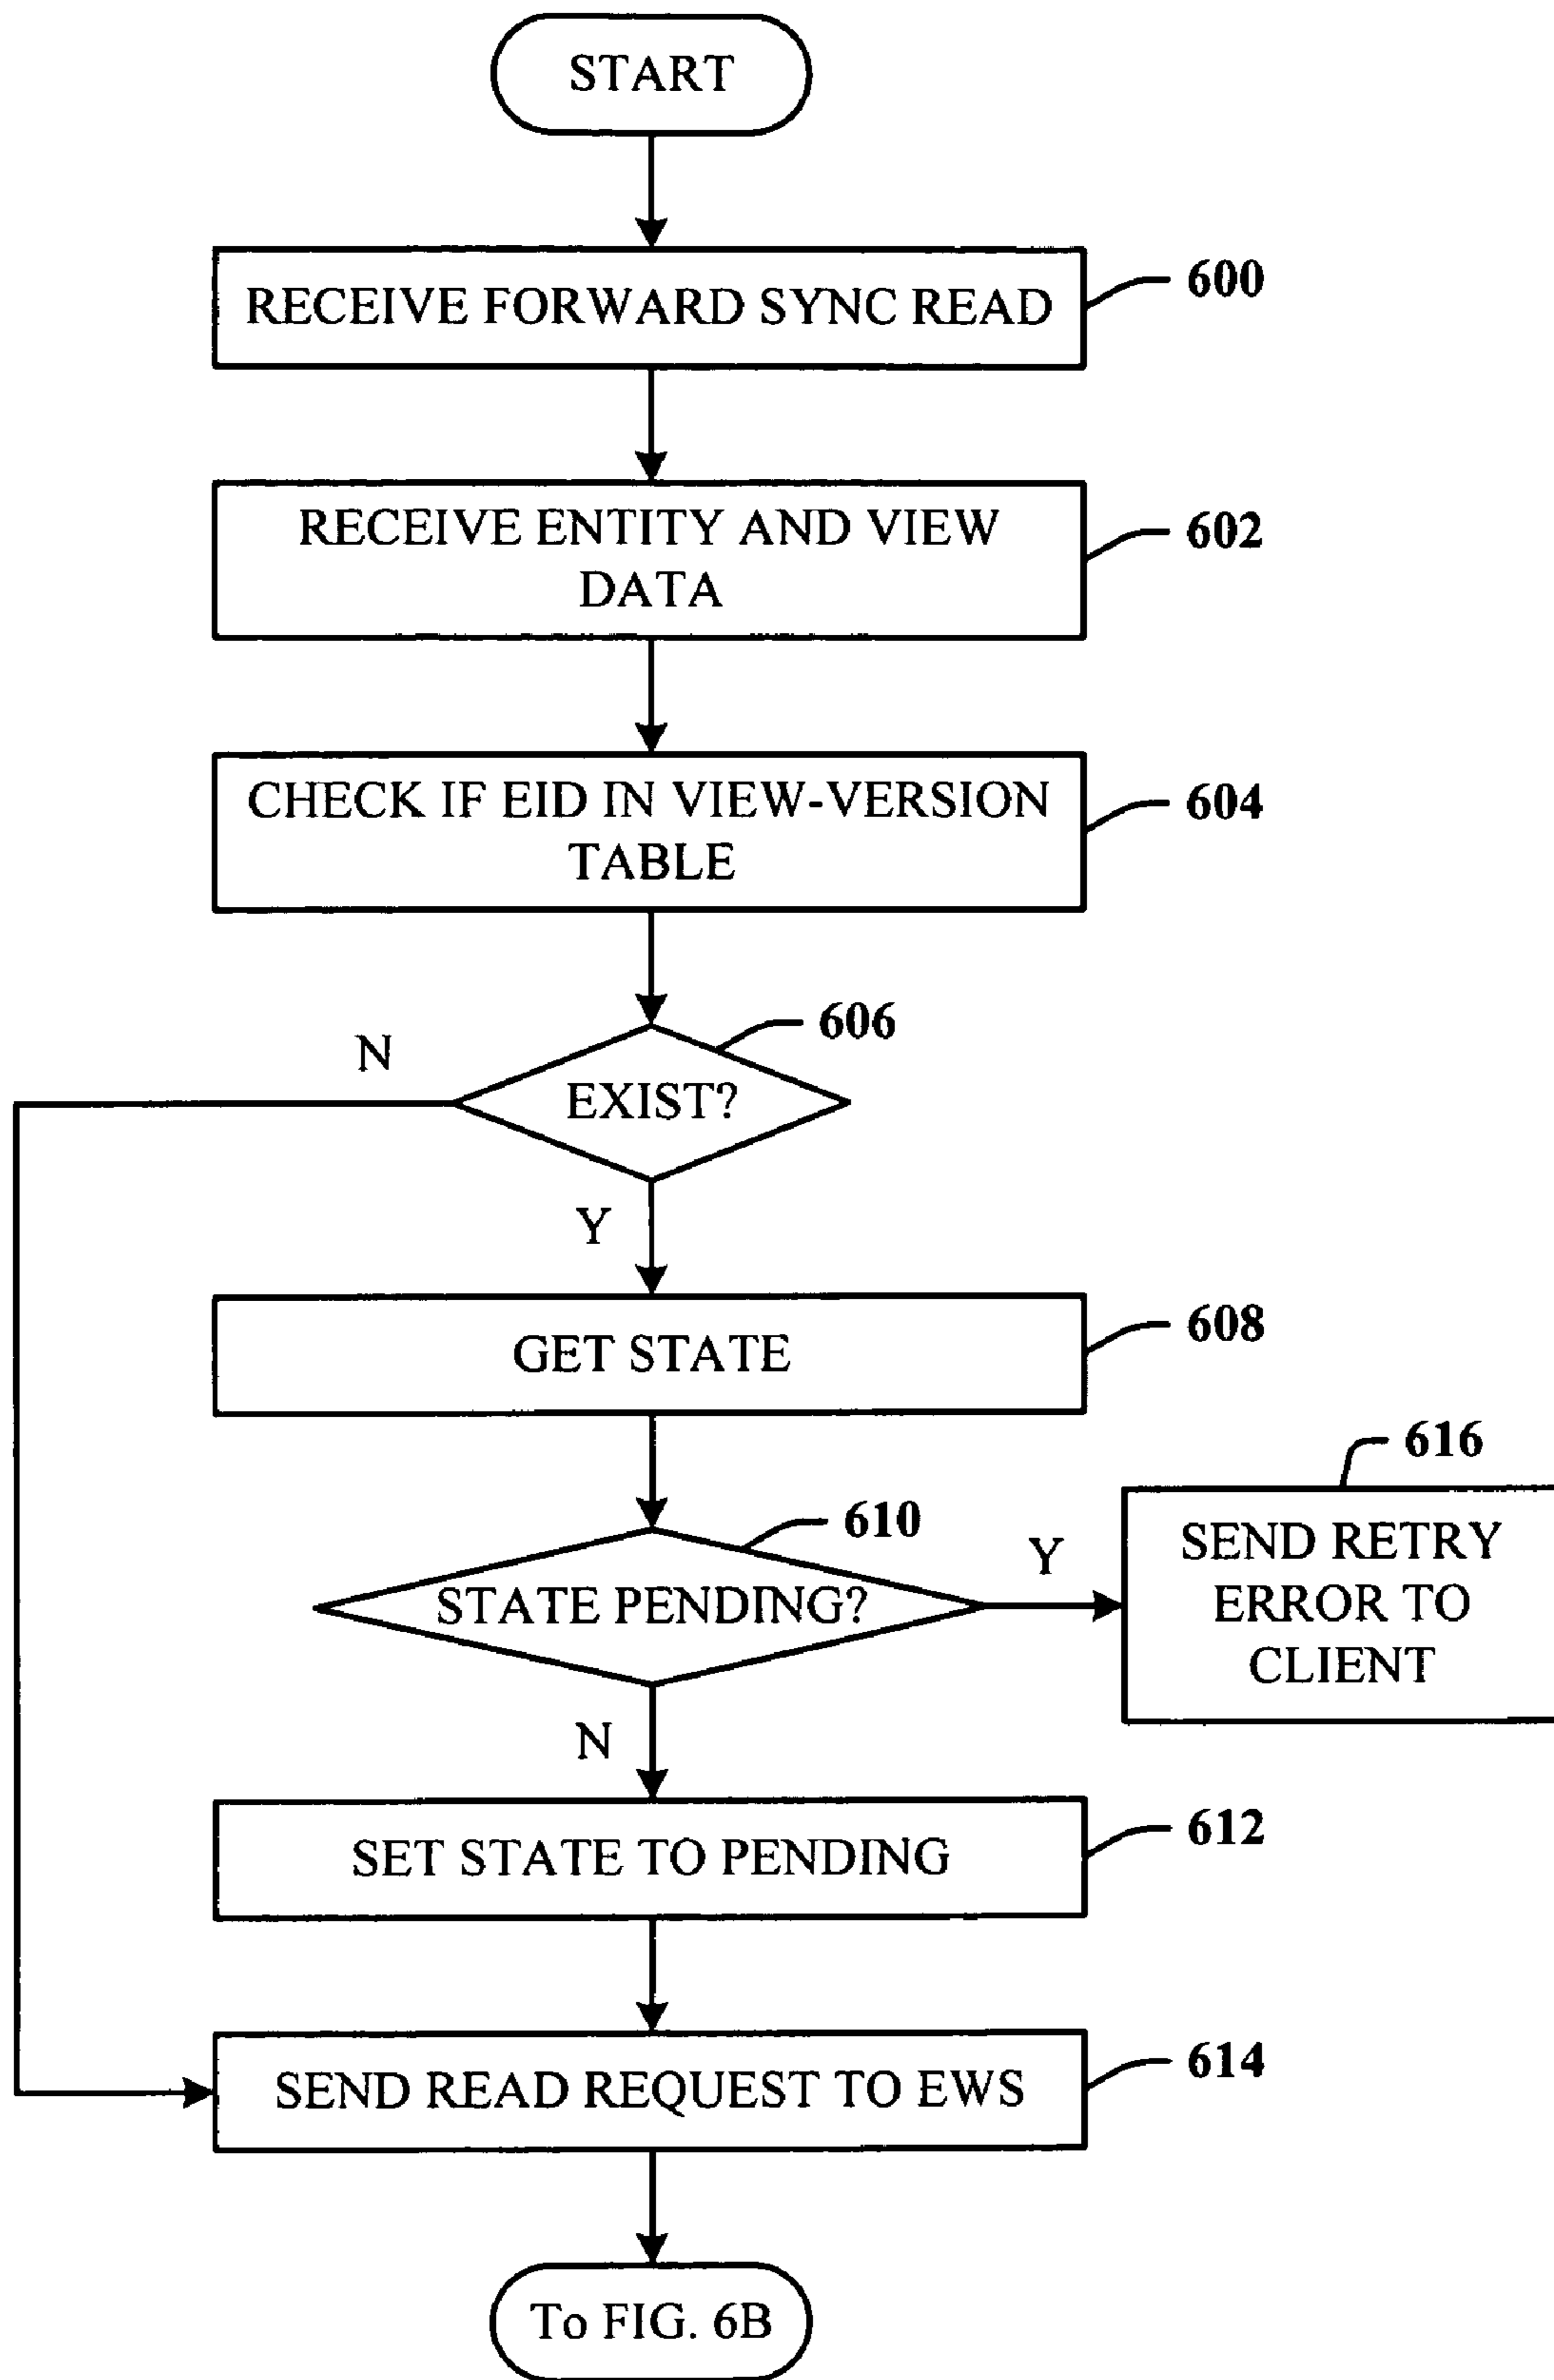 START
RECEIVE FORWARD SYNC READ
600
RECEIVE ENTITY AND VIEW
DATA
602
CHECK IF EID IN VIEW-VERSION
TABLE
604
606
N
EXIST?
Y
GET STATE
608
616
610
Y
SEND RETRY
ERROR TO
CLIENT
STATE PENDING?
N
SET STATE TO PENDING
612
SEND READ REQUEST TO EWS
614
To FIG. 6B